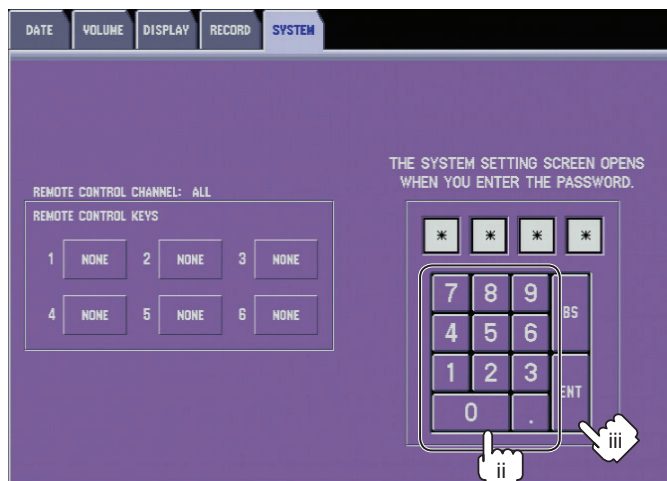 DATE VOLUME DISPLAY RECORD SYSTEM
THE SYSTEM SETTING SCREEN OPENS
WHEN YOU ENTER THE PASSWORD.
REMOTE CONTROL CHANNEL: ALL
REMOTE CONTROL KEYS
1 NONE 2 NONE 3 NONE
4 NONE 5 NONE 6 NONE
* * * *
7 8 9 BS
4 5 6
1 2 3 ENT
0 .
ii
iii